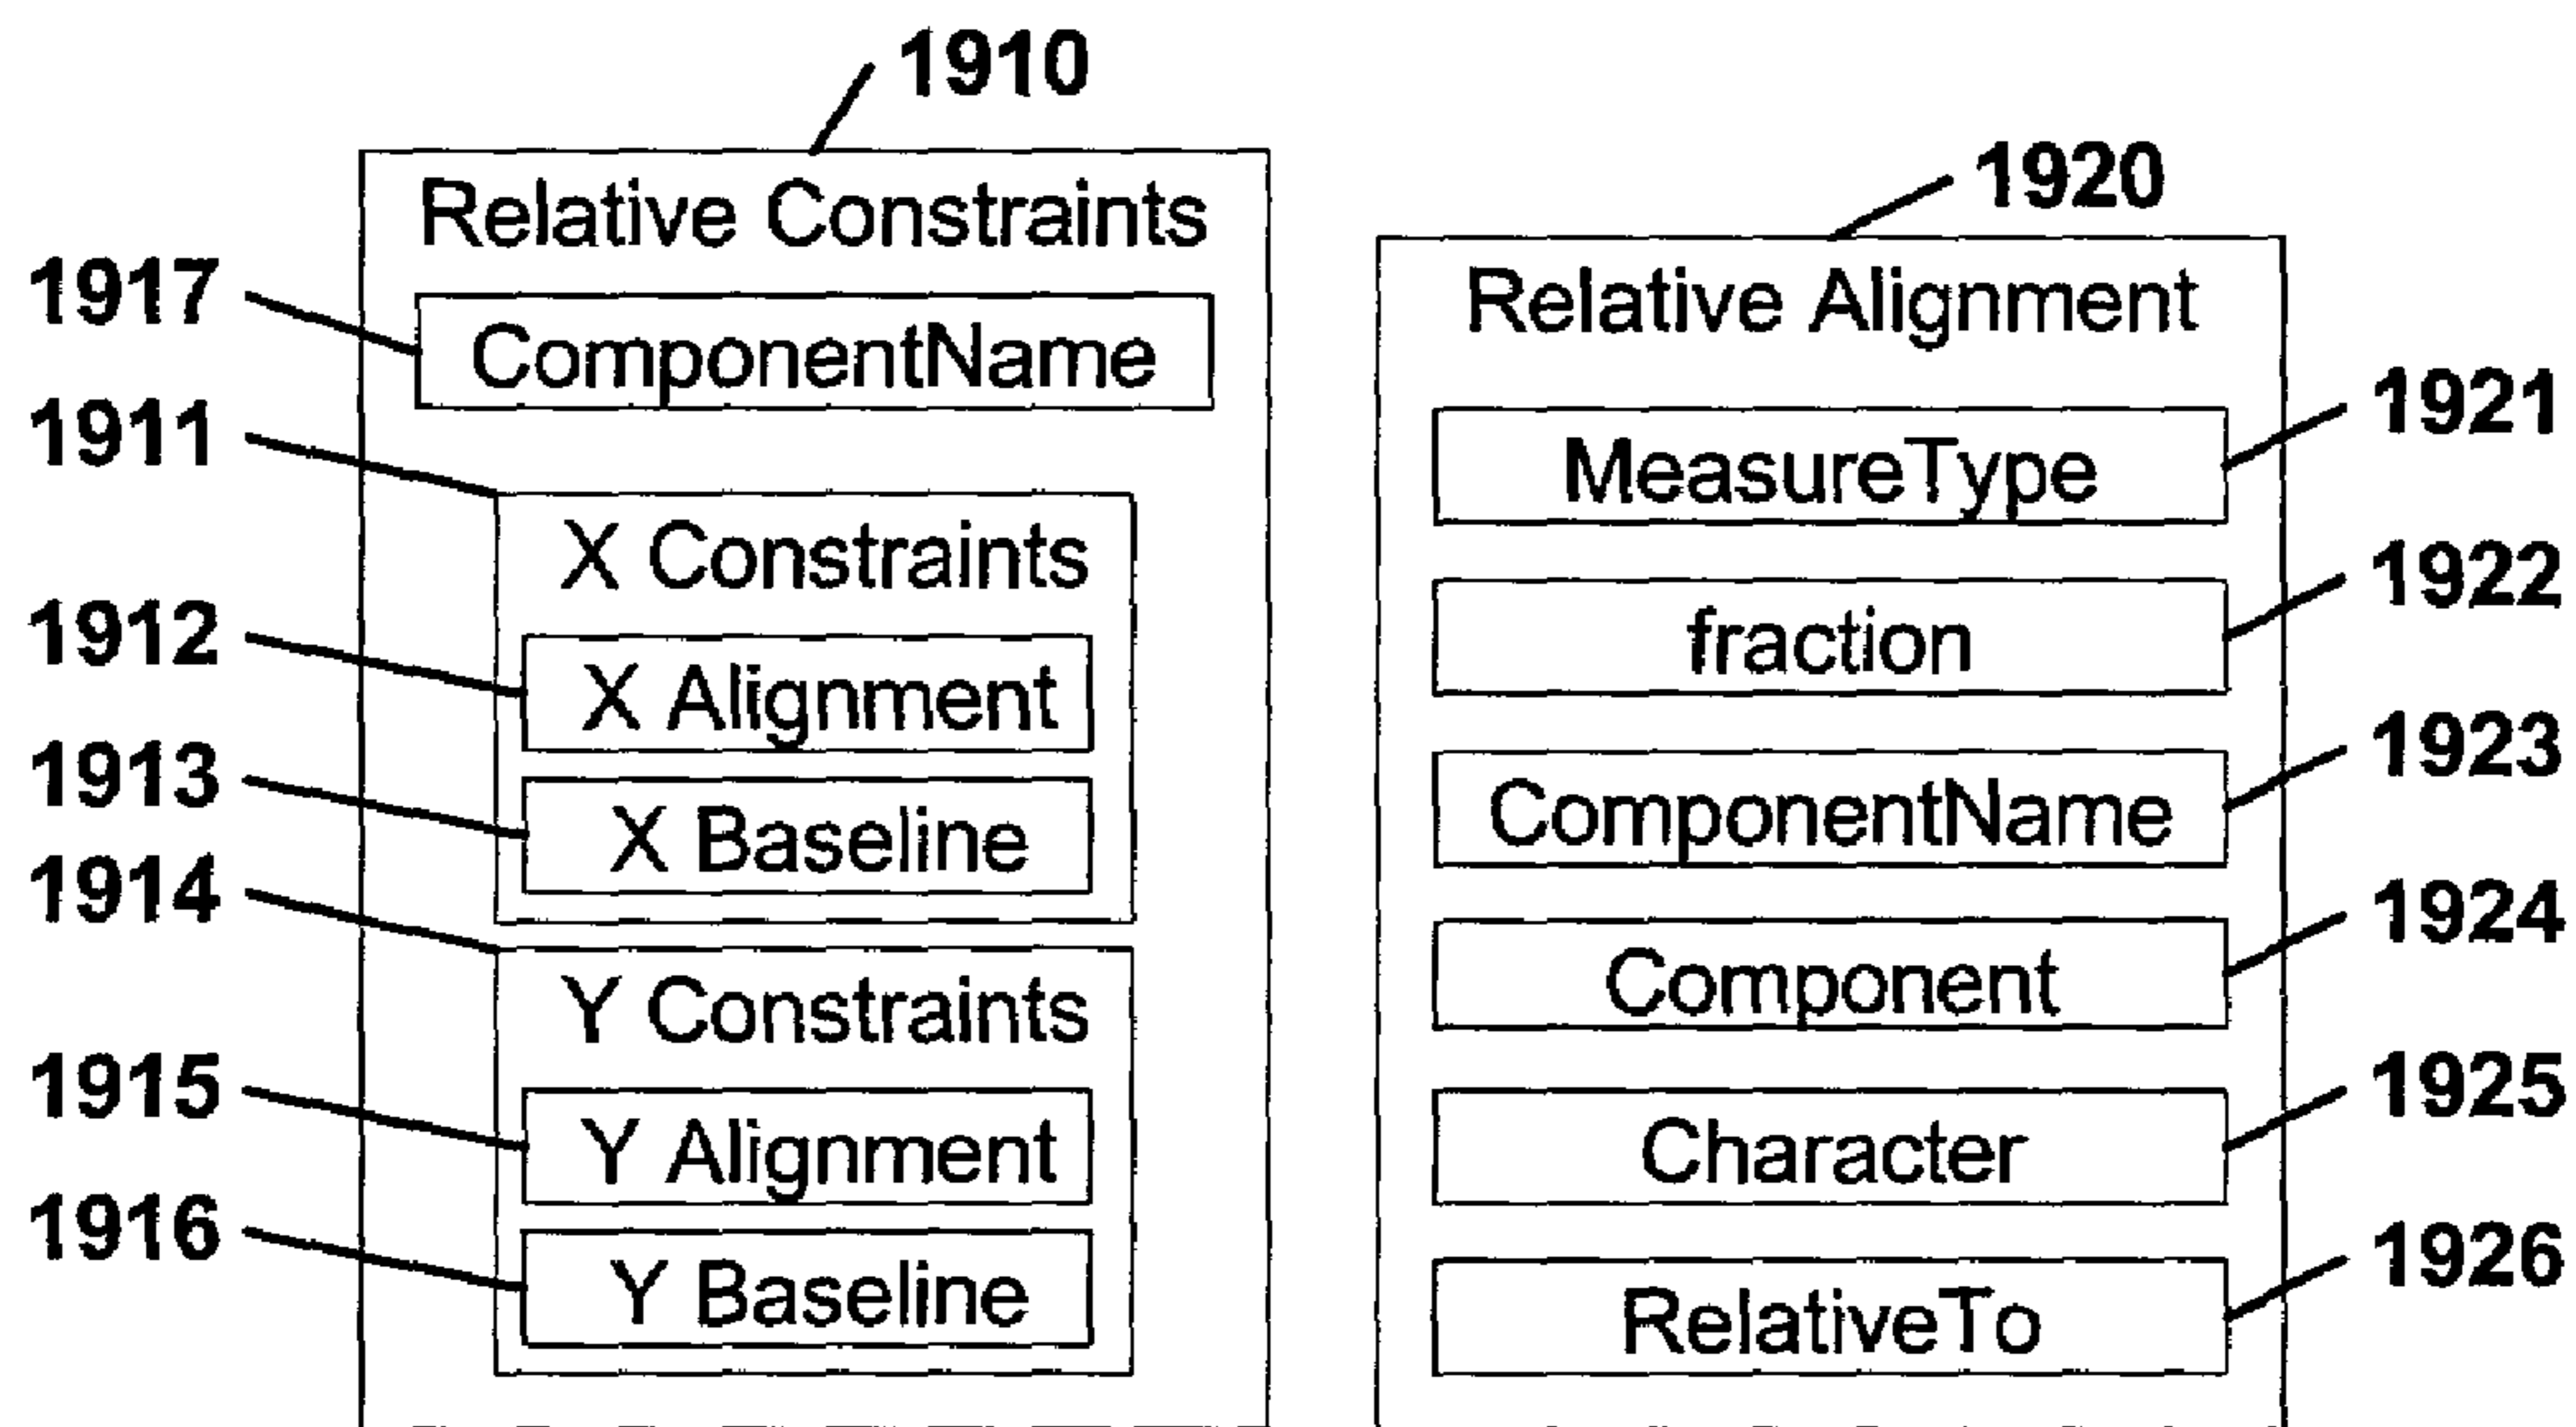 1910
Relative Constraints
1917
ComponentName
1911
X Constraints
1912
X Alignment
1913
X Baseline
1914
Y Constraints
1915
Y Alignment
1916
Y Baseline
1920
Relative Alignment
MeasureType
1921
fraction
1922
ComponentName
1923
Component
1924
Character
1925
RelativeTo
1926